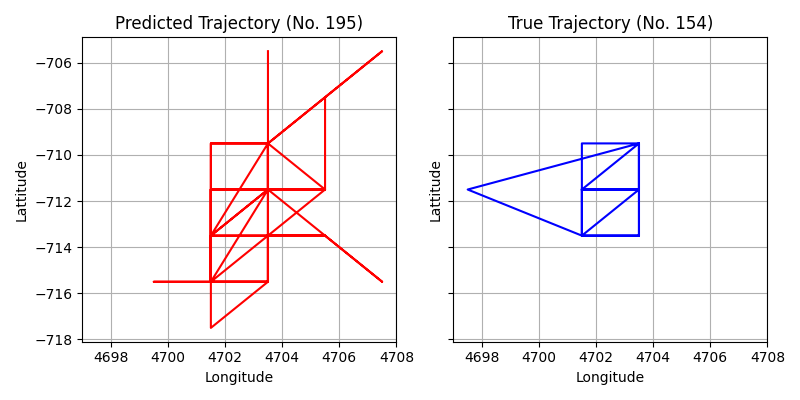 Predicted Trajectory (No. 195)
True Trajectory (No. 154)
−706
−708
−710
−712
−714
−716
−718
Lattitude
Lattitude
4698 4700 4702 4704 4706 4708
4698 4700 4702 4704 4706 4708
Longitude
Longitude